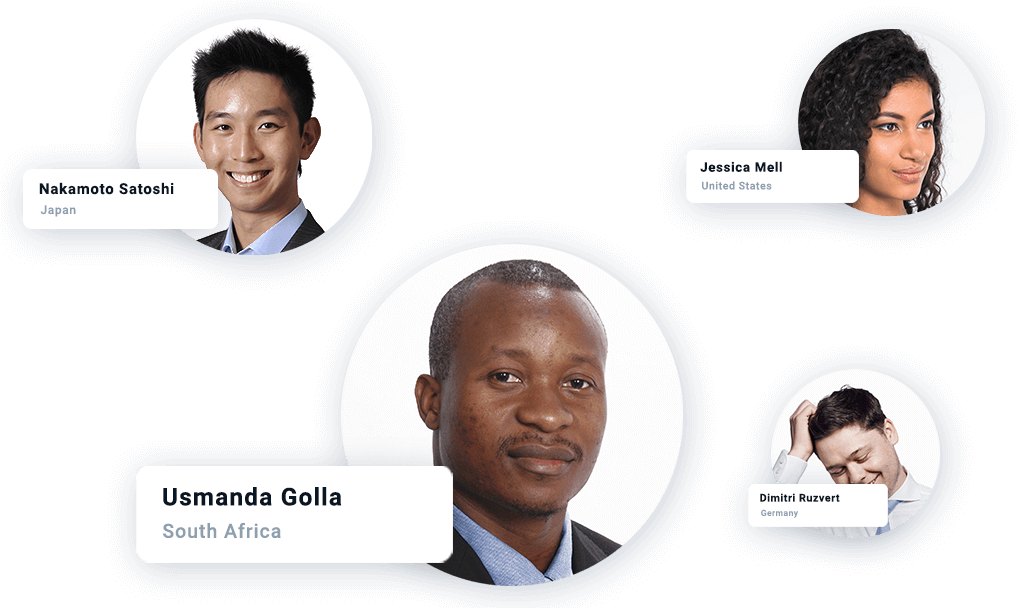 Nakamoto Satoshi
Japan
Jessica Mell
United States
Usmanda Golla
South Africa
Dimitri Ruzvert
Germany